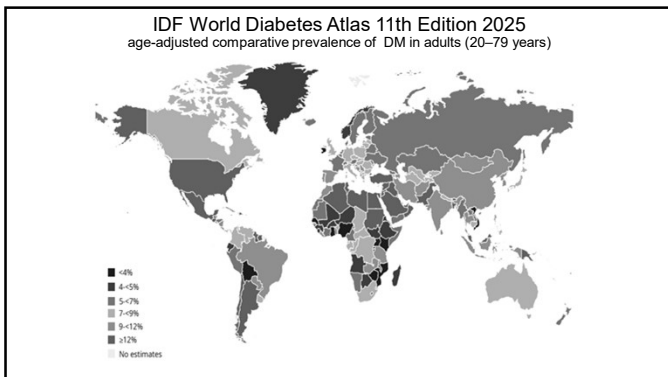 IDF World Diabetes Atlas 11th Edition 2025
age-adjusted comparative prevalence of  DM in adults (20–79 years)
<4%
4-<5%
5-<7%
7-<9%
9-<12%
≥12%
No estimates